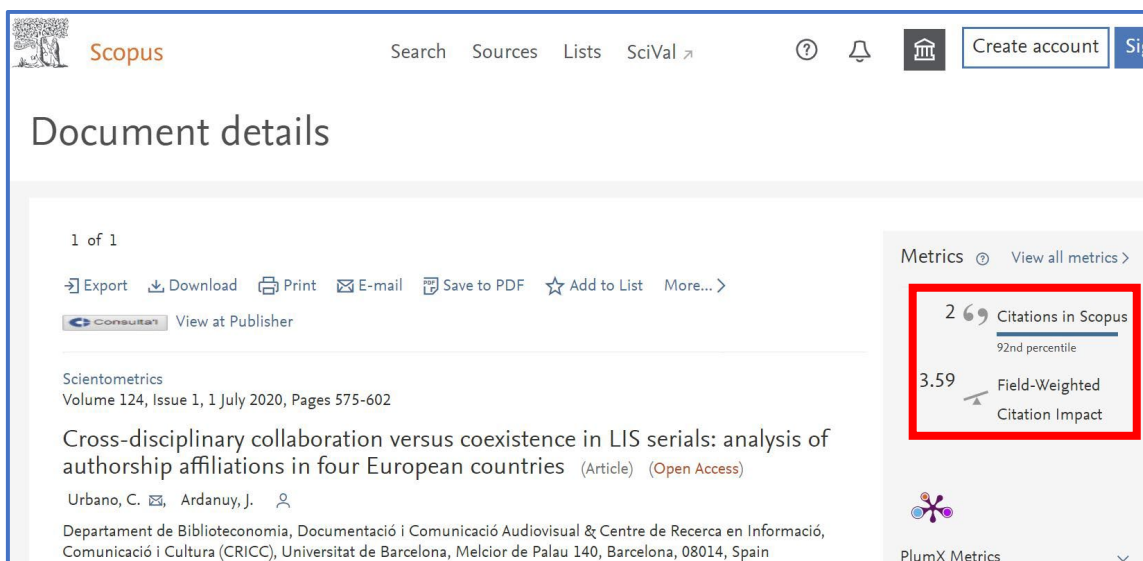 Scopus
Search Sources Lists SciVal
Create account
Document details
1 of 1
Export Download Print E-mail Save to PDF Add to List More...
View at Publisher
Scientometrics
Volume 124, Issue 1, 1 July 2020, Pages 575-602
Cross-disciplinary collaboration versus coexistence in LIS serials: analysis of
authorship affiliations in four European countries (Article) (Open Access)
Urbano, C. , Ardanuy, J.
Departament de Biblioteconomia, Documentació i Comunicació Audiovisual & Centre de Recerca en Informació,
Comunicació i Cultura (CRICC), Universitat de Barcelona, Melcior de Palau 140, Barcelona, 08014, Spain
Metrics View all metrics
2 Citations in Scopus
92nd percentile
3.59 Field-Weighted
Citation Impact
PlumX Metrics